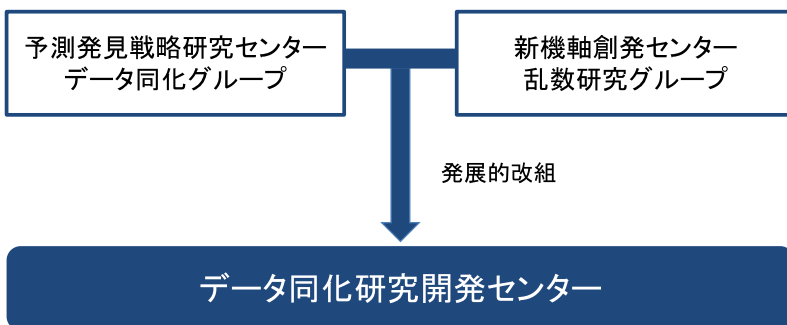 予測発見戦略研究センター
データ同化グループ
新機軸創発センター
乱数研究グループ
発展的改組
データ同化研究開発センター